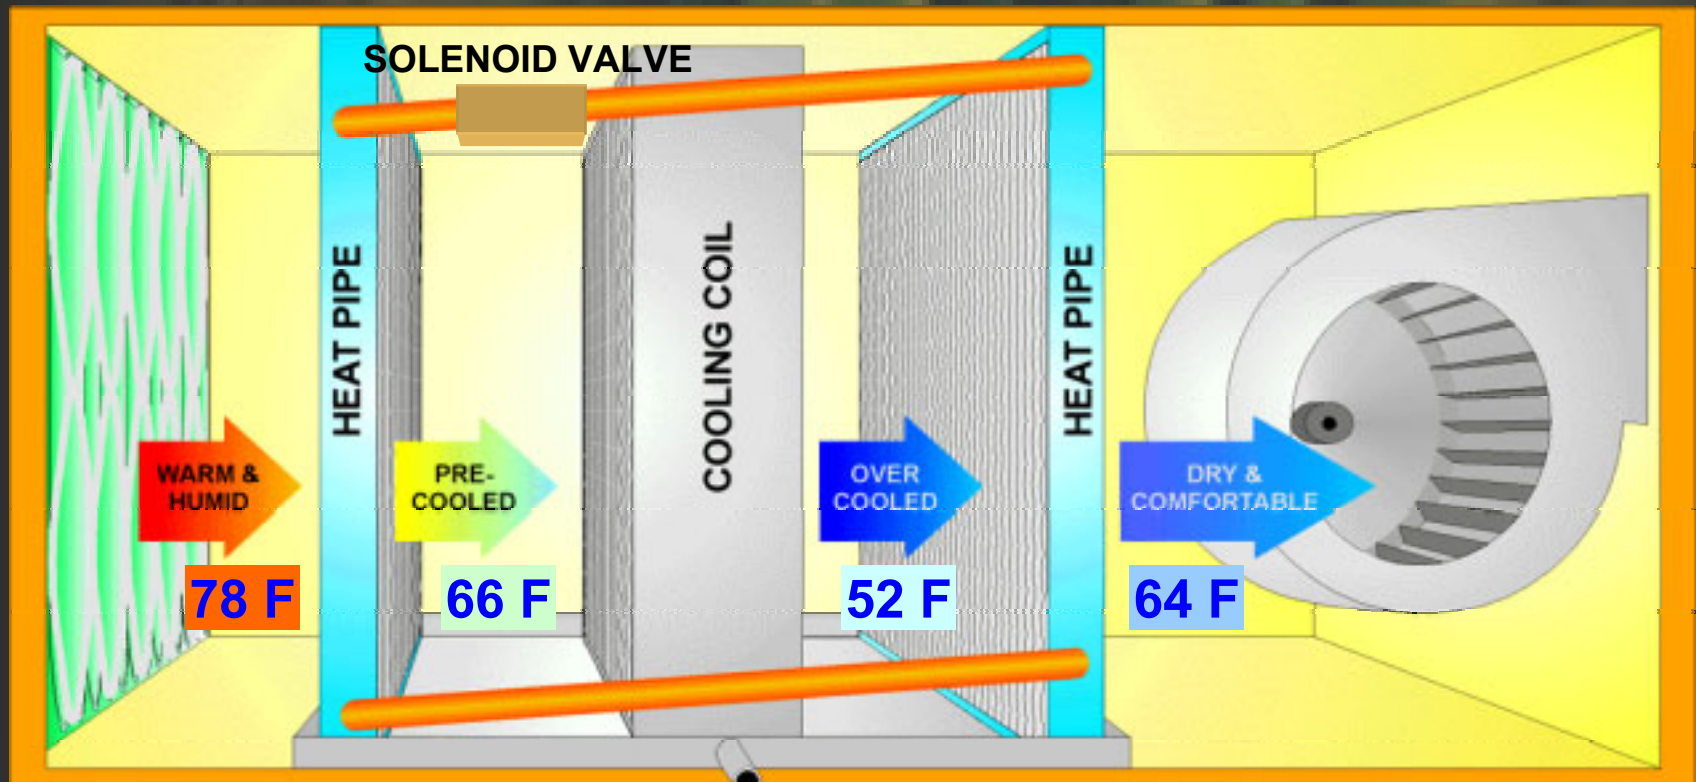 SOLENOID VALVE
HEAT PIPE
COOLING COIL
HEAT PIPE
WARM &
HUMID
PRE-
COOLED
OVER
COOLED
DRY &
COMFORTABLE
78 F
66 F
52 F
64 F